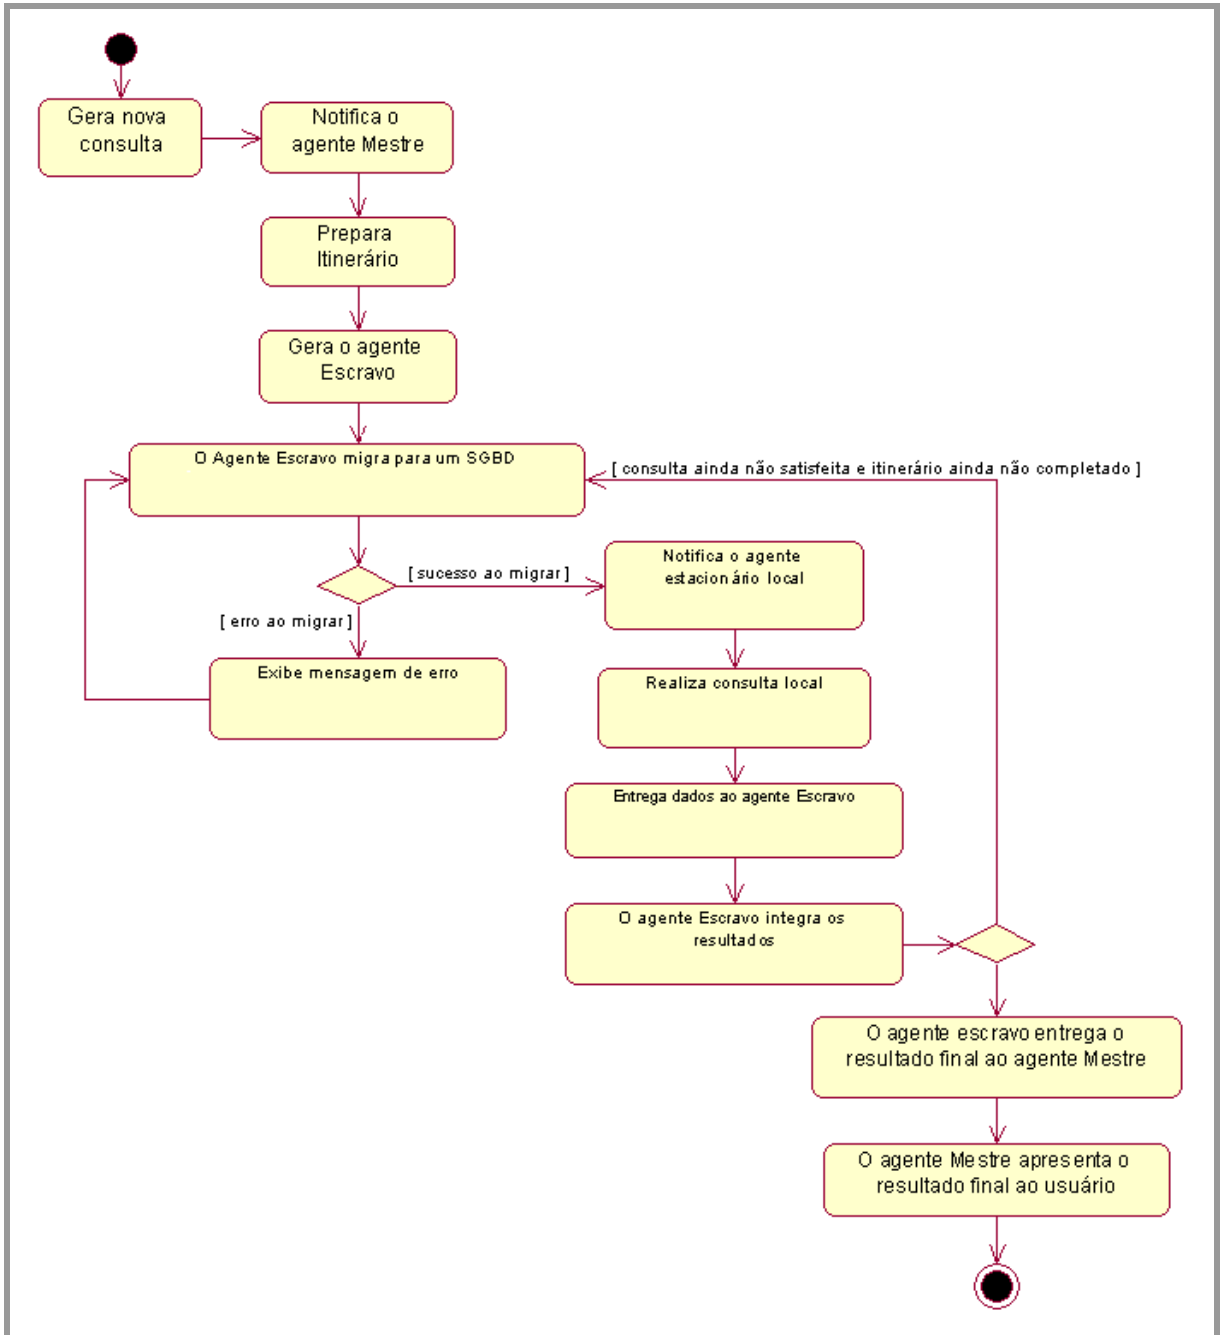 Gera nova
consulta
Notifica o
agente Mestre
Prepara
Itinerário
Gera o agente
Escravo
O Agente Escravo migra para um SGBD
[ consulta ainda não satisfeita e itinerário ainda não completado ]
[ sucesso ao migrar ]
Notifica o agente
estacionário local
[ erro ao migrar ]
Exibe mensagem de erro
Realiza consulta local
Entrega dados ao agente Escravo
O agente Escravo integra os
resultados
O agente escravo entrega o
resultado final ao agente Mestre
O agente Mestre apresenta o
resultado final ao usuário